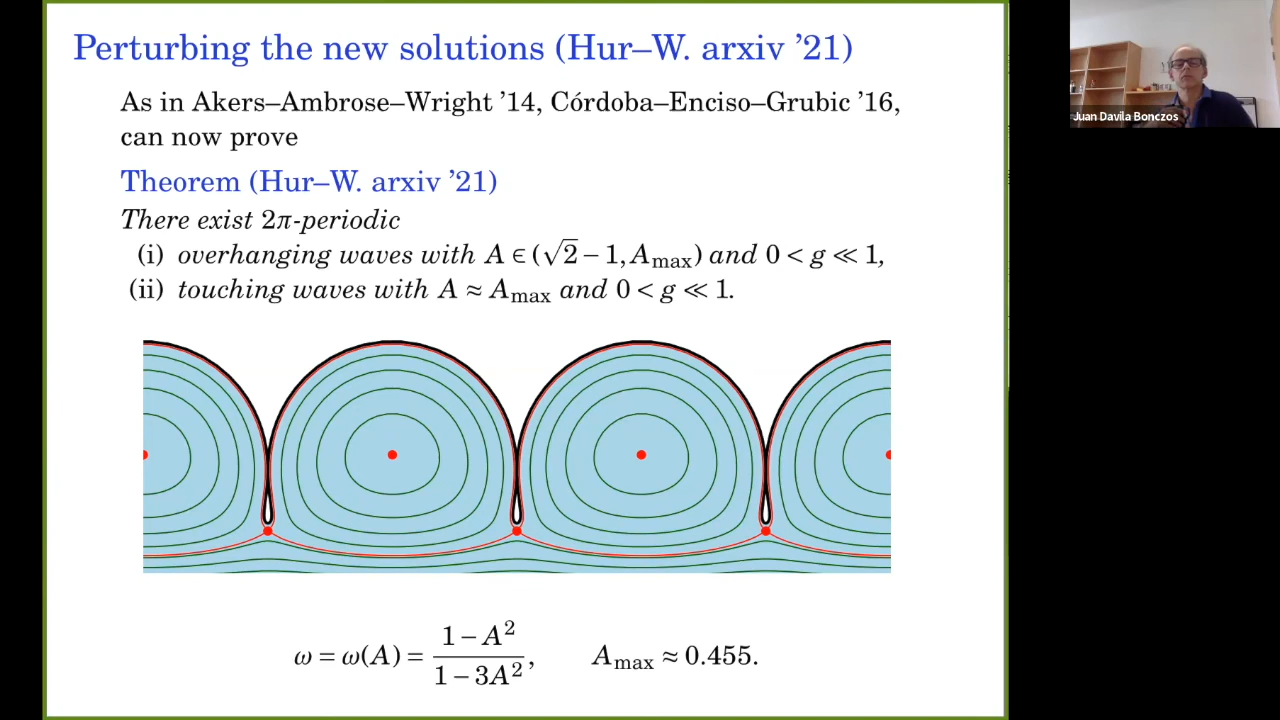 Perturbing the new solutions (Hur–W. arxiv ’21)
As in Akers–Ambrose–Wright ’14, Córdoba–Enciso–Grubic ’16,
can now prove
Theorem (Hur–W. arxiv ’21)
There exist 2π-periodic
(i) overhanging waves with A ∈ (√2 − 1, A_max) and 0 < g ≪ 1,
(ii) touching waves with A ≈ A_max and 0 < g ≪ 1.
ω = ω(A) = (1 − A²)/(1 − 3A²), A_max ≈ 0.455.
Juan Davila Bonczos